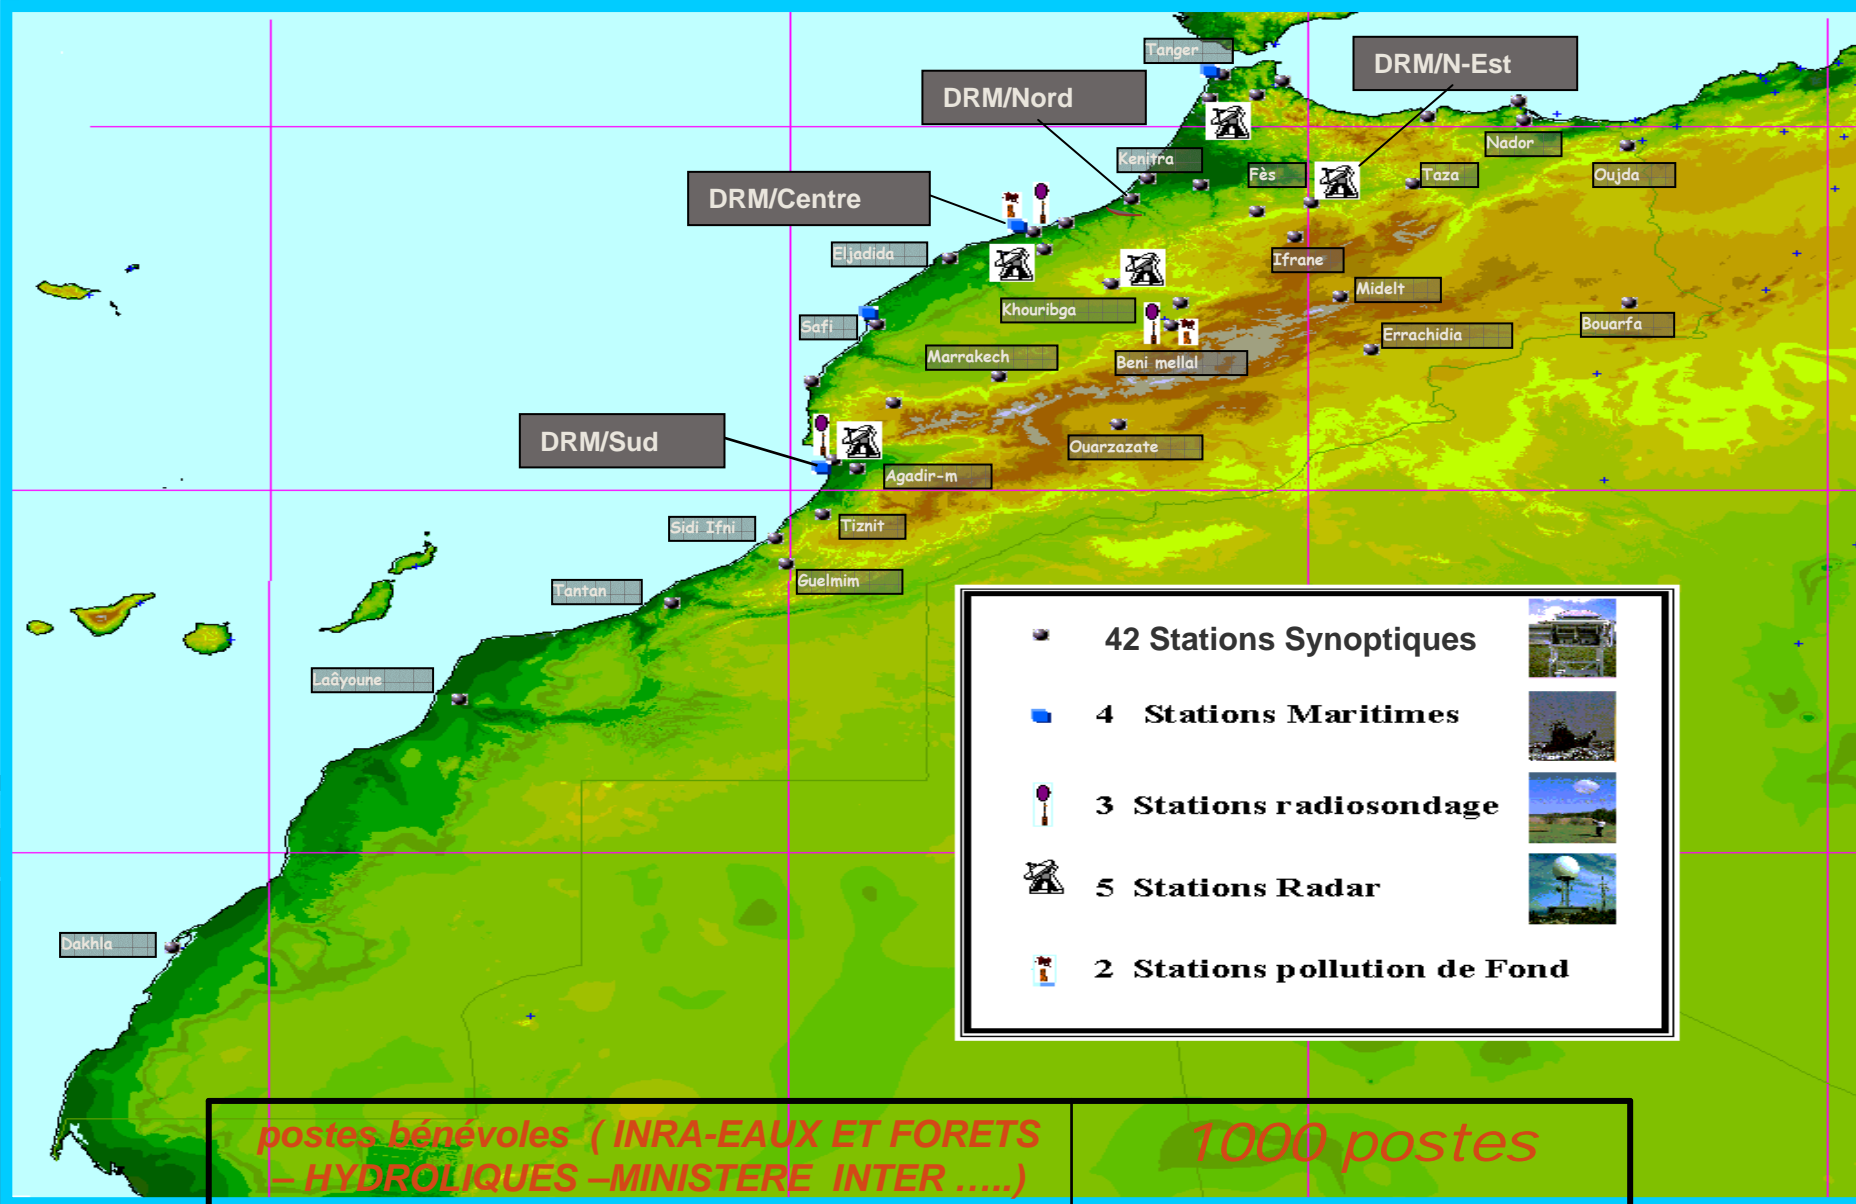 Tanger
DRM/N-Est
DRM/Nord
Nador
Kenitra
Fès
Taza
Oujda
DRM/Centre
Eljadida
Ifrane
Midelt
Khouribga
Safi
Bouarfa
Errachidia
Marrakech
Beni mellal
DRM/Sud
Ouarzazate
Agadir-m
Sidi Ifni
Tiznit
Guelmim
Tantan
Laâyoune
Dakhla
42 Stations Synoptiques
4 Stations Maritimes
3 Stations radiosondage
5 Stations Radar
2 Stations pollution de Fond
postes bénévoles ( INRA-EAUX ET FORETS
– HYDROLIQUES –MINISTERE INTER …..)
1000 postes